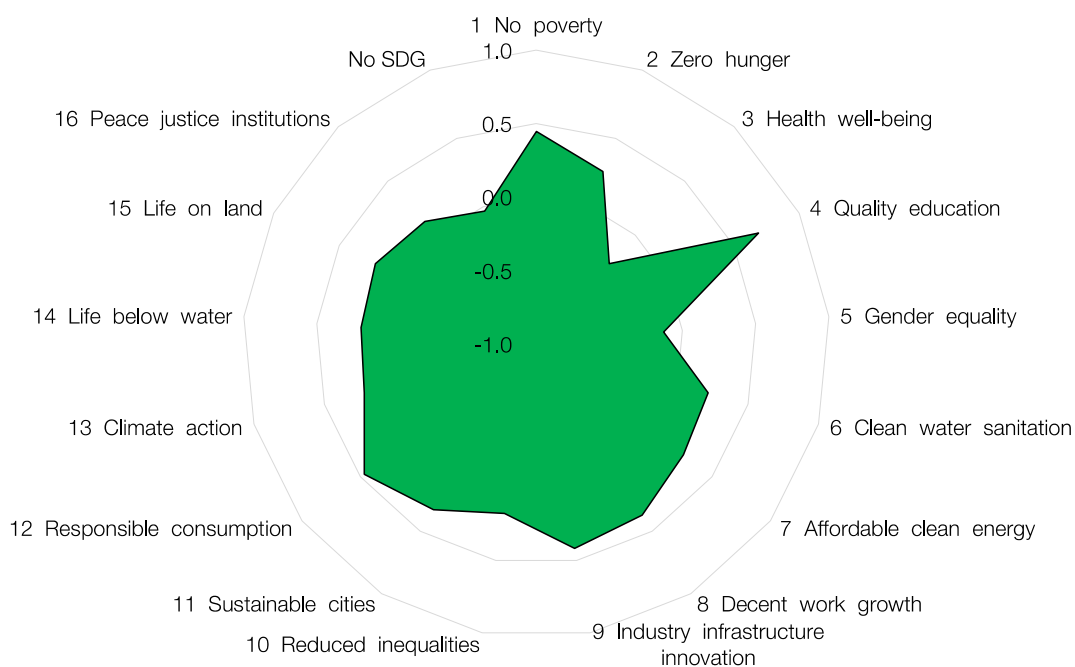 1 No poverty
1.0
No SDG
2 Zero hunger
0.5
16 Peace justice institutions
3 Health well-being
0.0
15 Life on land
4 Quality education
-0.5
14 Life below water
5 Gender equality
-1.0
13 Climate action
6 Clean water sanitation
12 Responsible consumption
7 Affordable clean energy
11 Sustainable cities
8 Decent work growth
10 Reduced inequalities
9 Industry infrastructure
innovation